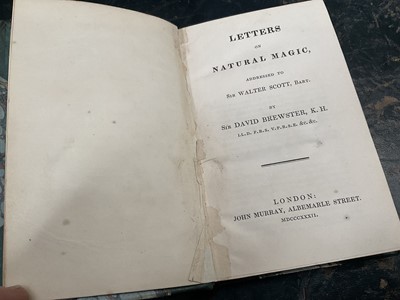 LETTERS
ON
NATURAL MAGIC,
ADDRESSED TO
SIR WALTER SCOTT, BART.
BY
SIR DAVID BREWSTER, K. H.
LL.D. F.R.S. V.P.R.S.E. &c. &c.
LONDON:
JOHN MURRAY, ALBEMARLE STREET.
MDCCCXXXII.